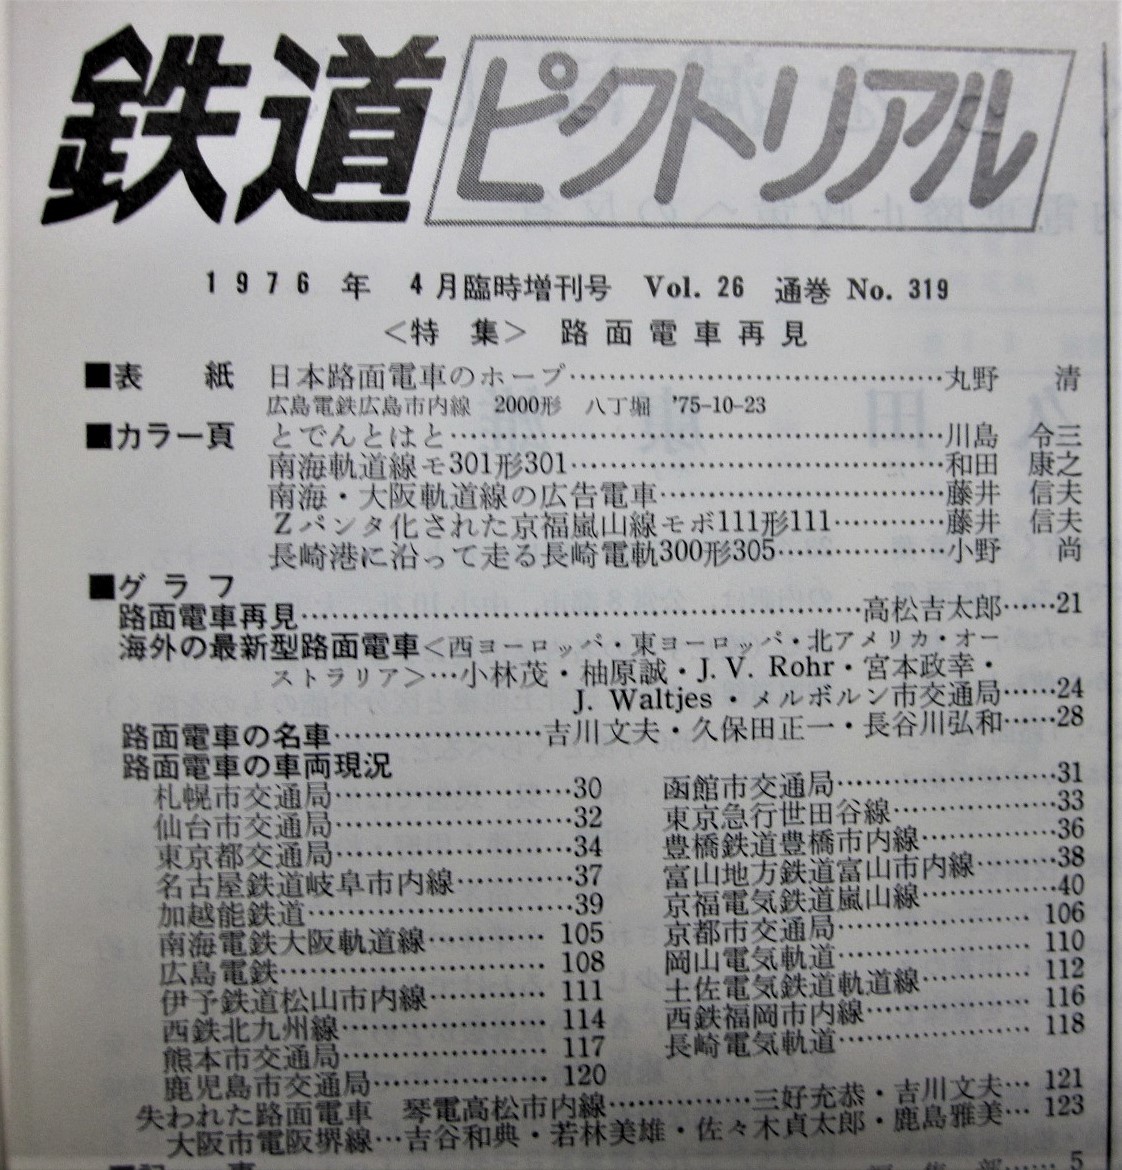 鉄道ピクトリアル
1976年 4月臨時増刊号 Vol. 26 通巻 No. 319
<特 集> 路面電車再見
■表 紙 日本路面電車のホープ……………………………………丸野 清
広島電鉄広島市内線 2000形 八丁堀 '75-10-23
■カラー頁 とでんとはと……………………………………………川島 令三
南海軌道線モ301形301……………………………………和田 康之
南海・大阪軌道線の広告電車…………………………藤井 信夫
Zパンタ化された京福嵐山線モボ111形111…………藤井 信夫
長崎港に沿って走る長崎電軌300形305………………小野 尚
■グラフ
路面電車再見………………………………………………………高松吉太郎……21
海外の最新型路面電車<西ヨーロッパ・東ヨーロッパ・北アメリカ・オー
ストラリア>…小林茂・柚原誠・J. V. Rohr・宮本政幸・
J. Waltjes・メルボルン市交通局……24
路面電車の名車…………………吉川文夫・久保田正一・長谷川弘和……28
路面電車の車両現況
札幌市交通局……………………30 函館市交通局……………………31
仙台市交通局……………………32 東京急行世田谷線………………33
東京都交通局……………………34 豊橋鉄道豊橋市内線……………36
名古屋鉄道岐阜市内線…………37 富山地方鉄道富山市内線………38
加越能鉄道………………………39 京福電気鉄道嵐山線……………40
南海電鉄大阪軌道線………… 105 京都市交通局………………… 106
広島電鉄……………………… 108 岡山電気軌道………………… 110
伊予鉄道松山市内線………… 111 土佐電気鉄道軌道線………… 112
西鉄北九州線………………… 114 西鉄福岡市内線……………… 116
熊本市交通局………………… 117 長崎電気軌道………………… 118
鹿児島市交通局……………… 120
失われた路面電車 琴電高松市内線……………三好充恭・吉川文夫… 121
大阪市電阪堺線…吉谷和典・若林美雄・佐々木貞太郎・鹿島雅美… 123